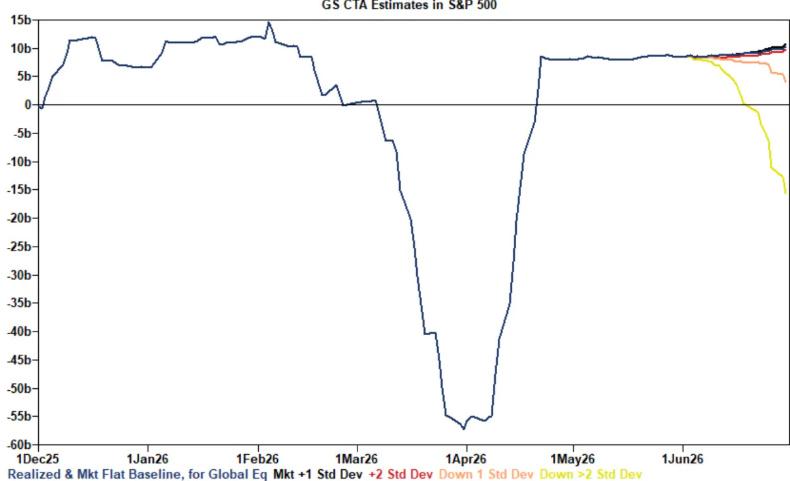 GS CTA Estimates in S&P 500
15b
10b
5b
0
-5b
-10b
-15b
-20b
-25b
-30b
-35b
-40b
-45b
-50b
-55b
-60b
1Dec25 1Jan26 1Feb26 1Mar26 1Apr26 1May26 1Jun26
Realized & Mkt Flat Baseline, for Global Eq Mkt +1 Std Dev +2 Std Dev Down 1 Std Dev Down >2 Std Dev